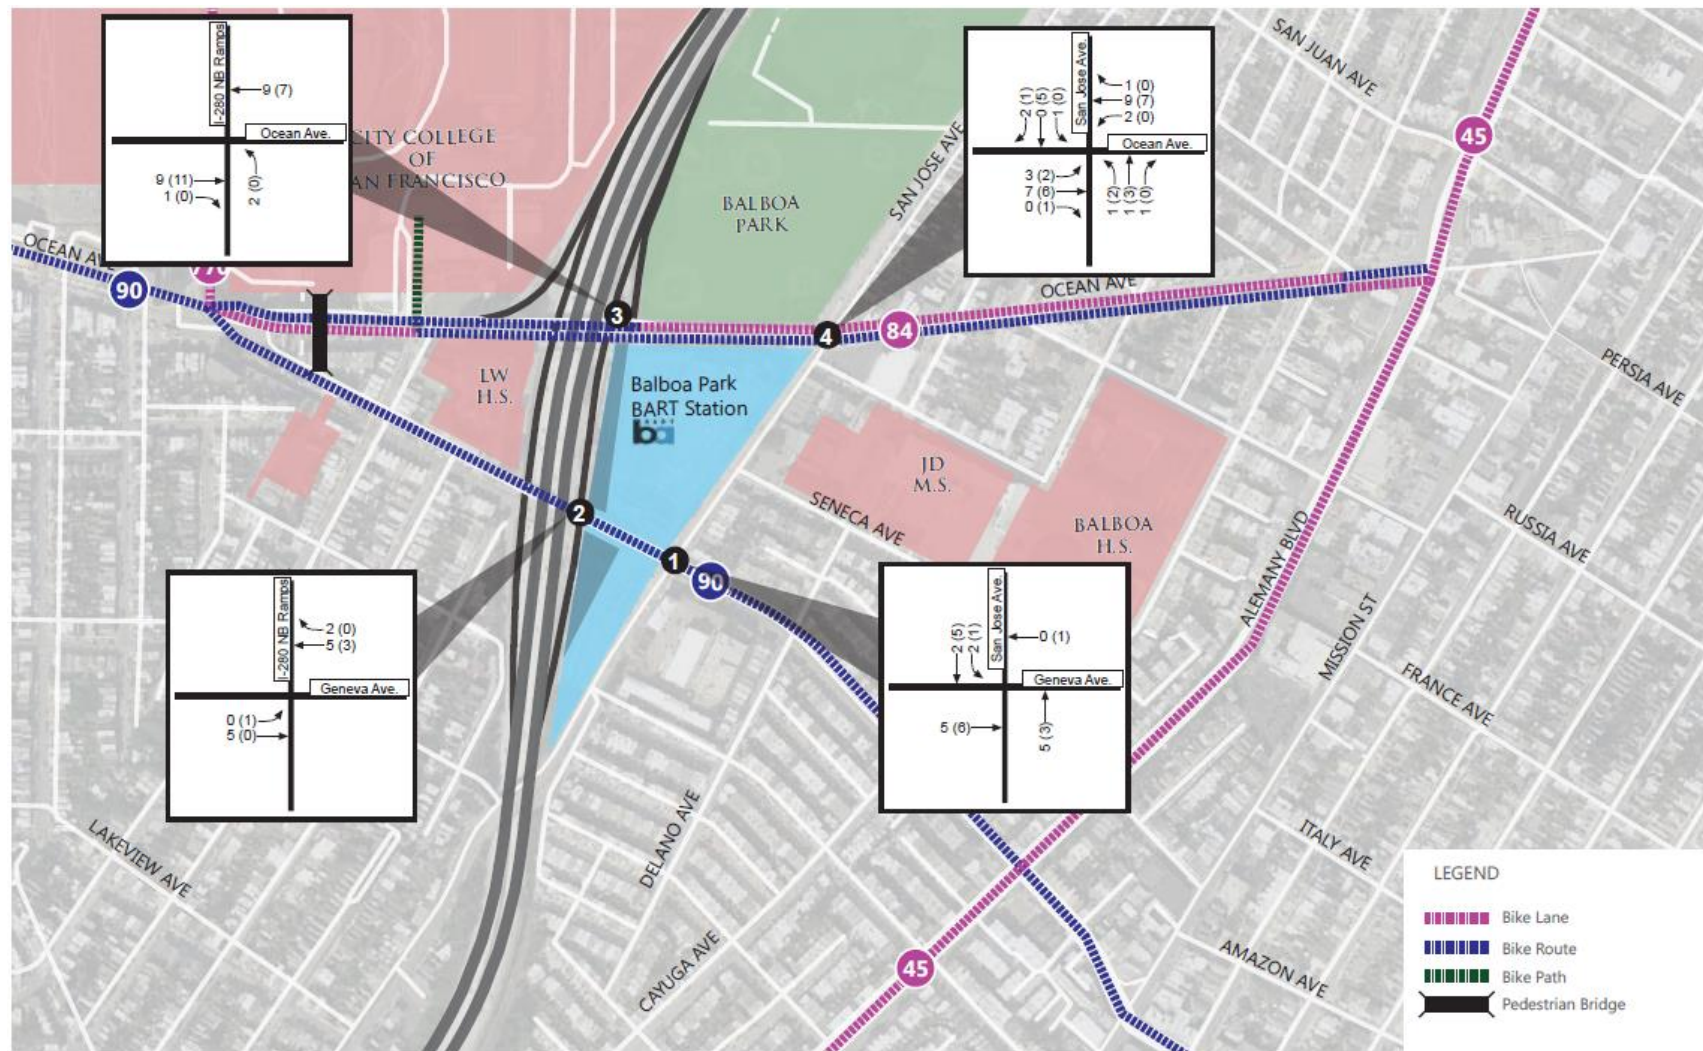 I-280 NB Ramps
9 (7)
Ocean Ave.
9 (11)
1 (0)
2 (0)
CITY COLLEGE
OF
AN FRANCISCO
BALBOA
PARK
SAN JOSE AVE
San Jose Ave.
2 (1)
0 (5)
1 (0)
1 (0)
9 (7)
2 (0)
Ocean Ave.
3 (2)
7 (6)
0 (1)
1 (2)
1 (3)
1 (0)
SAN JUAN AVE
45
OCEAN AVE
90
3
4
84
OCEAN AVE
PERSIA AVE
LW
H.S.
Balboa Park
BART Station
ba
JD
M.S.
SENECA AVE
BALBOA
H.S.
RUSSIA AVE
ALEMANY BLVD
MISSION ST
FRANCE AVE
2
1
90
I-280 NB Ramps
2 (0)
5 (3)
Geneva Ave.
0 (1)
5 (0)
San Jose Ave.
2 (5)
2 (1)
0 (1)
Geneva Ave.
5 (6)
5 (3)
LAKEVIEW AVE
DELANO AVE
CAYUGA AVE
45
ITALY AVE
AMAZON AVE
LEGEND
Bike Lane
Bike Route
Bike Path
Pedestrian Bridge